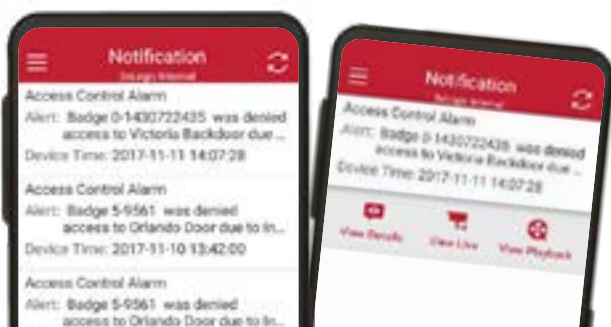 Notification
Access Control Alarm
Alert: Badge 0-1430722435 was denied
access to Victoria Backdoor due ...
Device Time: 2017-11-11 14:07:28
Access Control Alarm
Alert: Badge 5-9561 was denied
access to Orlando Door due to In...
Device Time: 2017-11-10 13:42:00
Access Control Alarm
Alert: Badge 5-9561 was denied
access to Orlando Door due to In...
Notification
Access Control Alarm
Alert: Badge 0-1430722435 was denied
access to Victoria Backdoor due ...
Device Time: 2017-11-11 14:07:28
View Details
View Live
View Playback